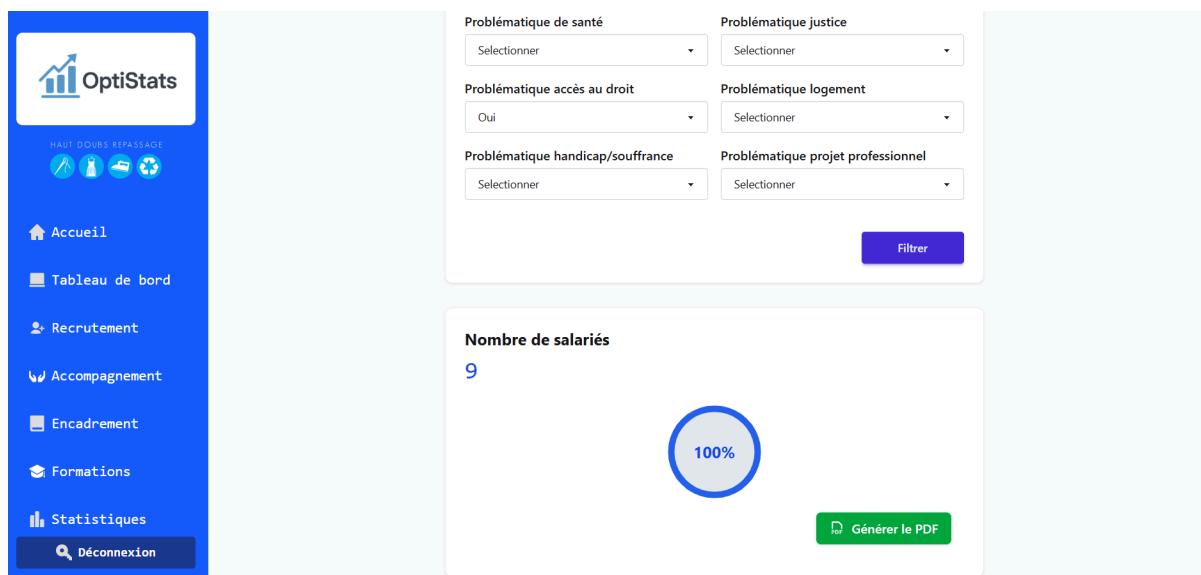 OptiStats
HAUT DOUBS REPASSAGE
Accueil
Tableau de bord
Recrutement
Accompagnement
Encadrement
Formations
Statistiques
Déconnexion
Problématique de santé
Problématique justice
Selectionner
Selectionner
Problématique accès au droit
Problématique logement
Oui
Selectionner
Problématique handicap/souffrance
Problématique projet professionnel
Selectionner
Selectionner
Filtrer
Nombre de salariés
9
100%
PDF
Générer le PDF